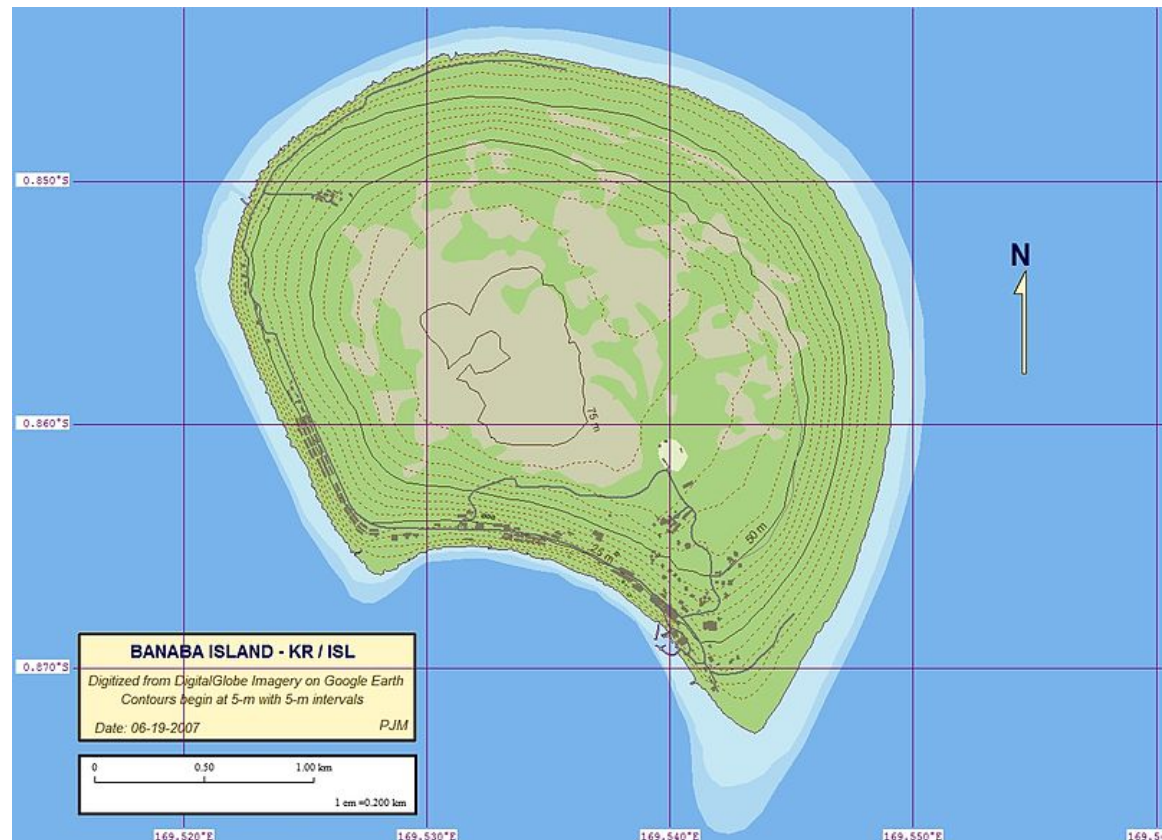 0.850°S
N
0.860°S
75 m
50 m
25 m
0.870°S
BANABA ISLAND - KR / ISL
Digitized from DigitalGlobe Imagery on Google Earth
Contours begin at 5-m with 5-m intervals
Date: 06-19-2007 PJM
0 0.50 1.00 km
1 cm =0.200 km
169.520°E 169.530°E 169.540°E 169.550°E